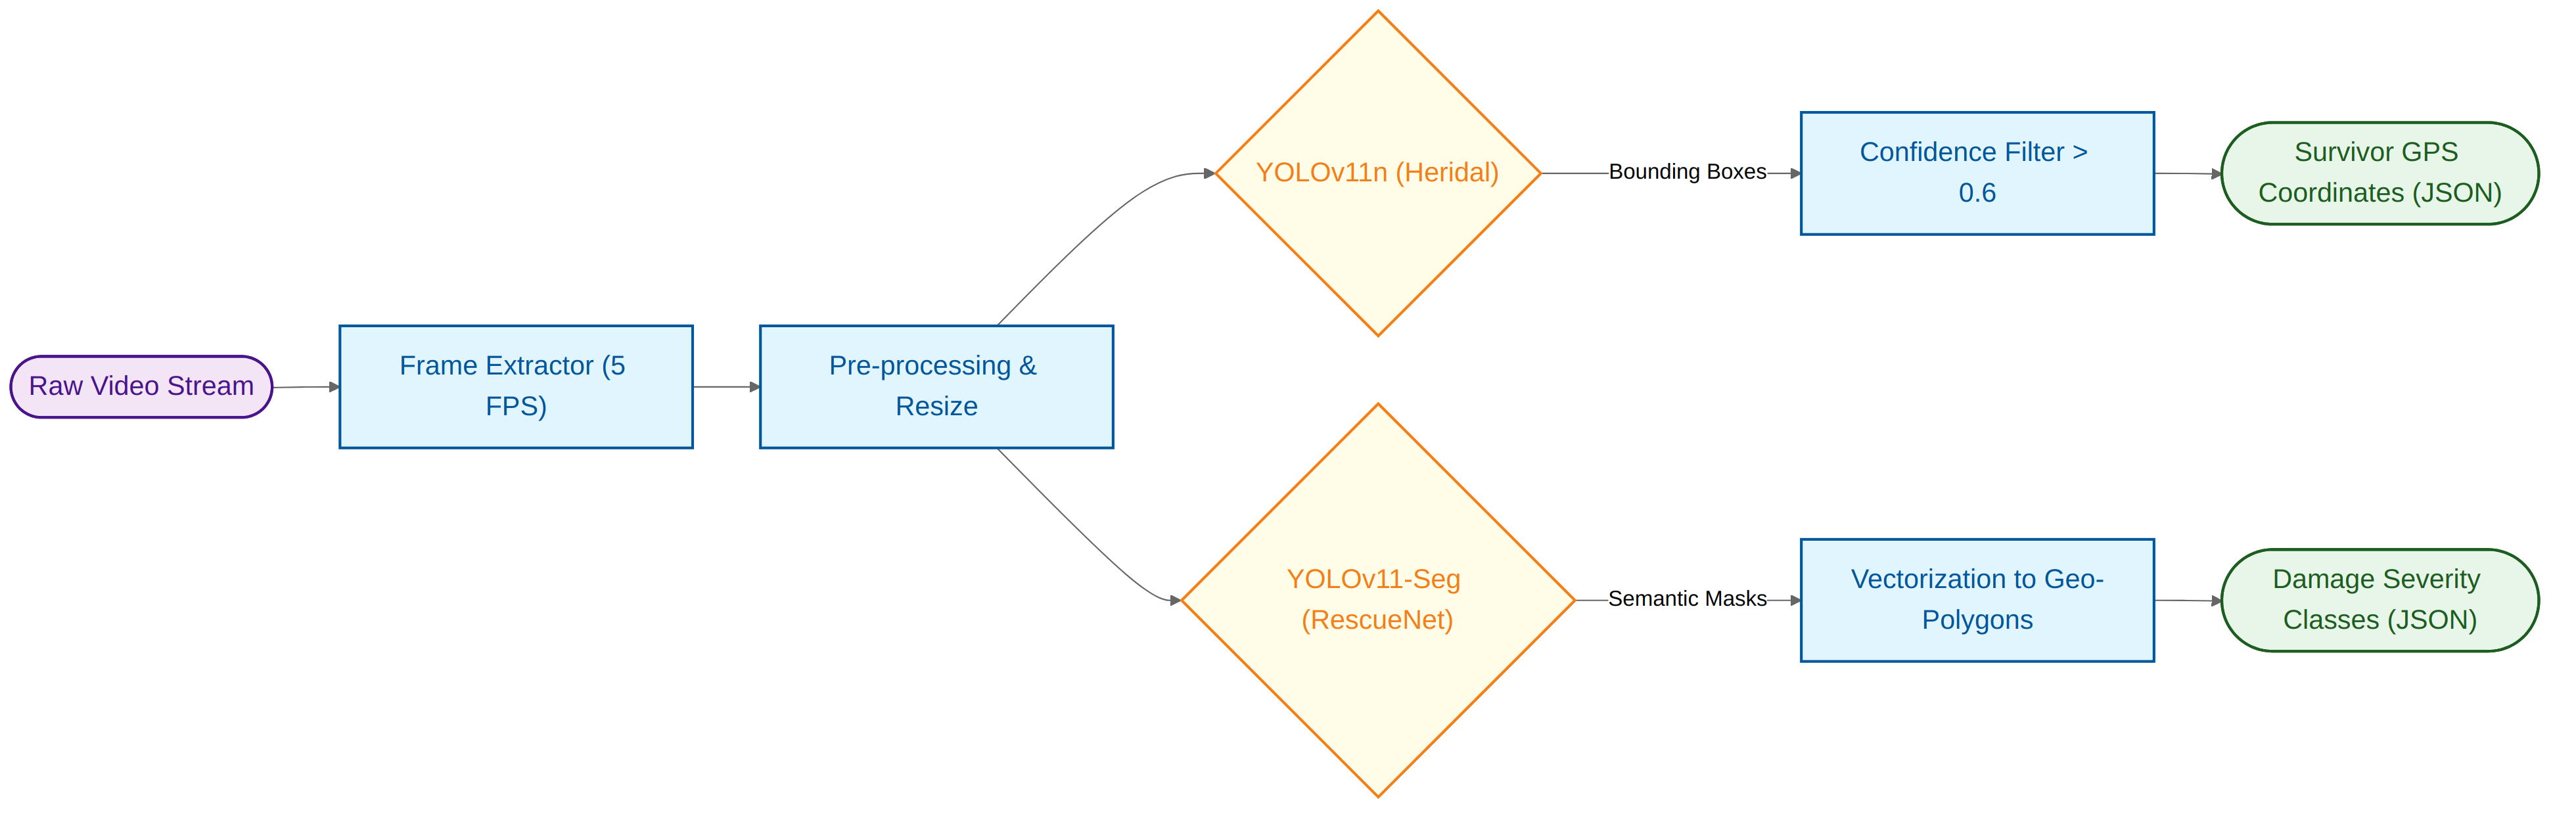 Raw Video Stream
Frame Extractor (5
FPS)
Pre-processing &
Resize
YOLOv11n (Heridal)
Bounding Boxes
Confidence Filter >
0.6
Survivor GPS
Coordinates (JSON)
YOLOv11-Seg
(RescueNet)
Semantic Masks
Vectorization to Geo-
Polygons
Damage Severity
Classes (JSON)